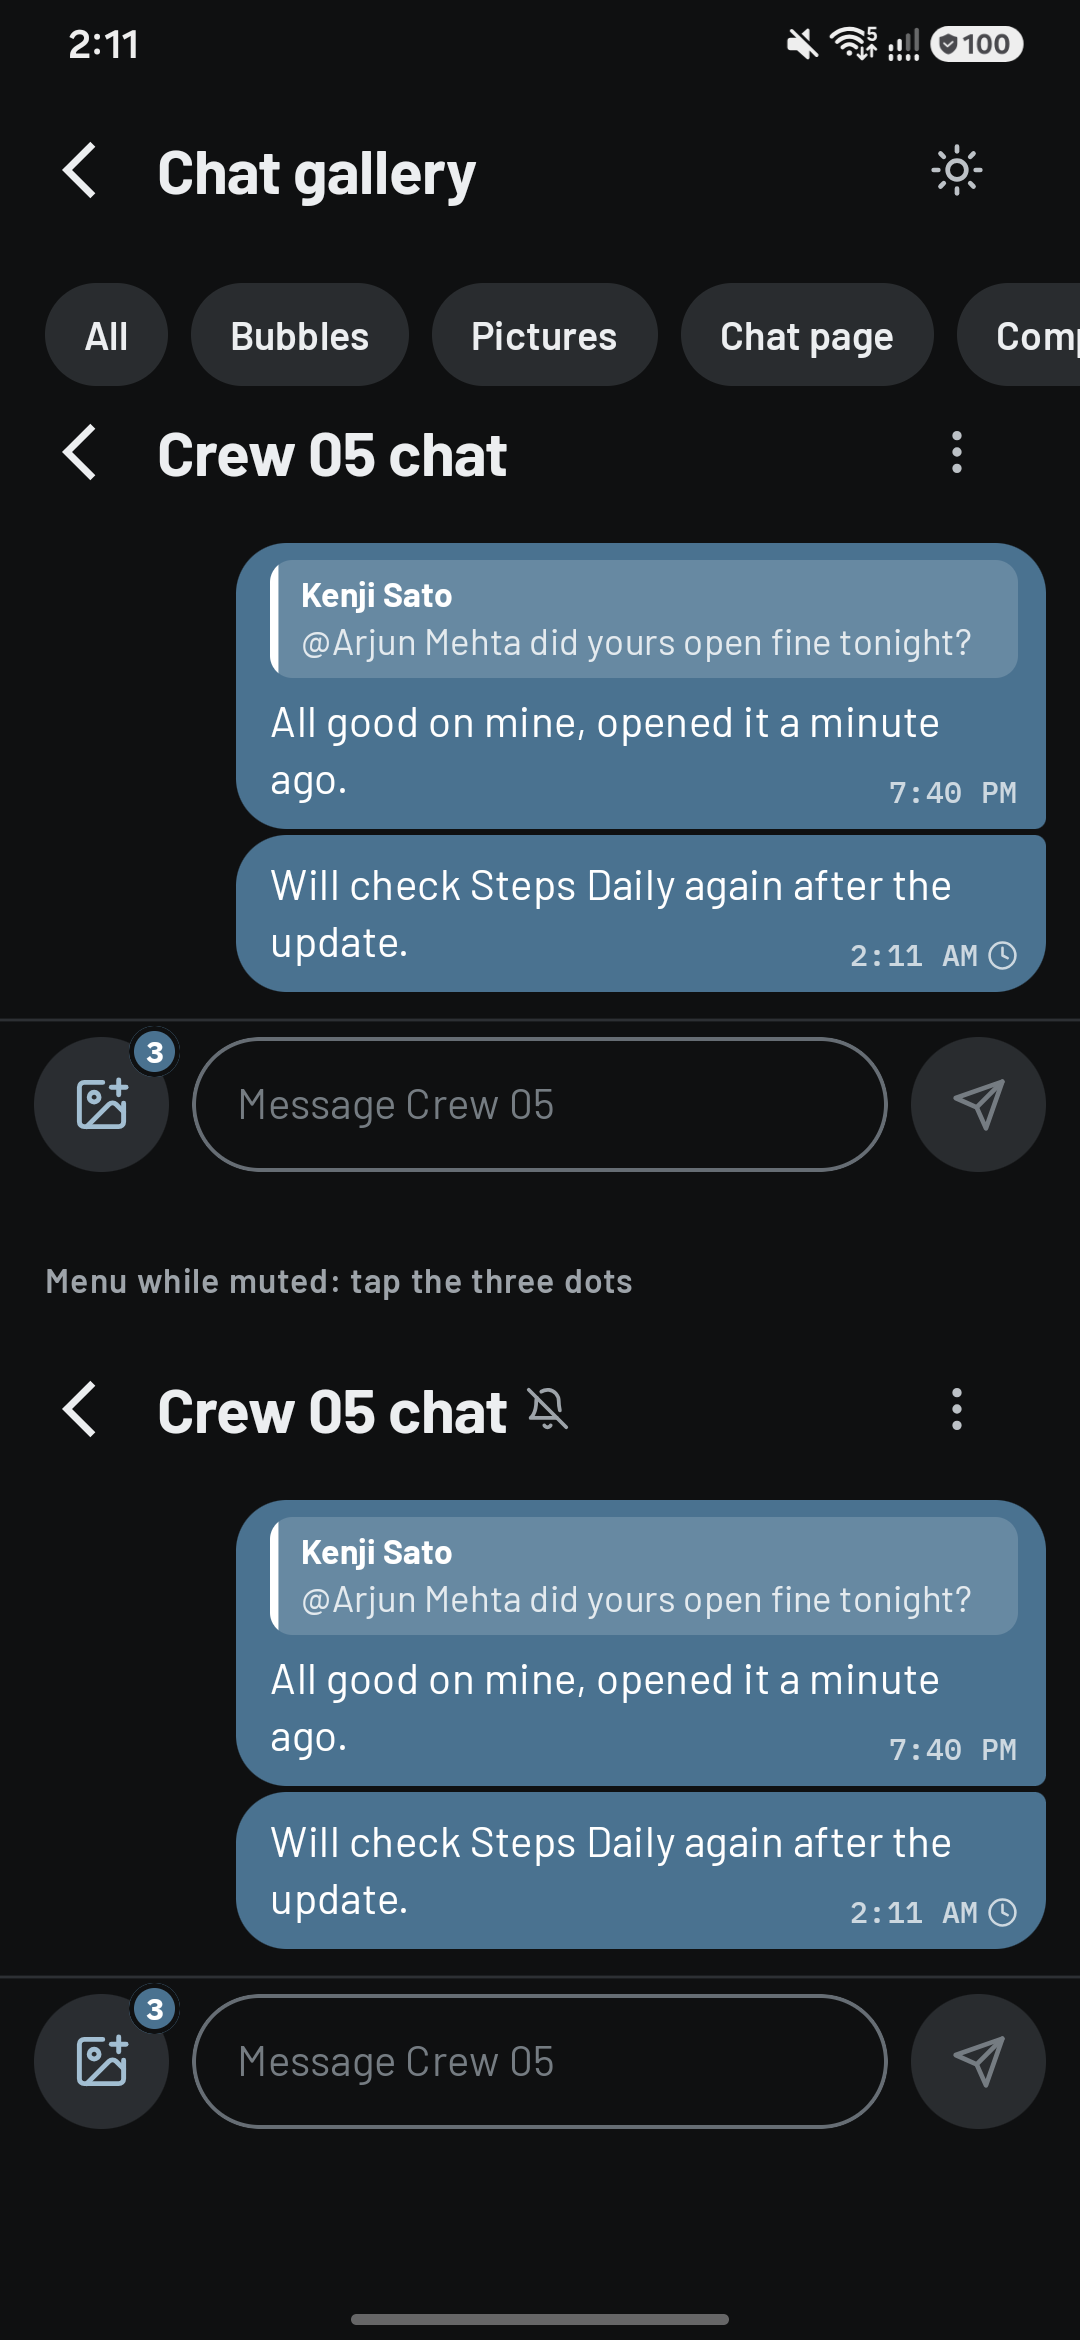 2:11
5
100
Chat gallery
All
Bubbles
Pictures
Chat page
Crew 05 chat
Kenji Sato
@Arjun Mehta did yours open fine tonight?
All good on mine, opened it a minute
ago.
7:40 PM
Will check Steps Daily again after the
update.
2:11 AM
3
Message Crew 05
Menu while muted: tap the three dots
Crew 05 chat
Kenji Sato
@Arjun Mehta did yours open fine tonight?
All good on mine, opened it a minute
ago.
7:40 PM
Will check Steps Daily again after the
update.
2:11 AM
3
Message Crew 05